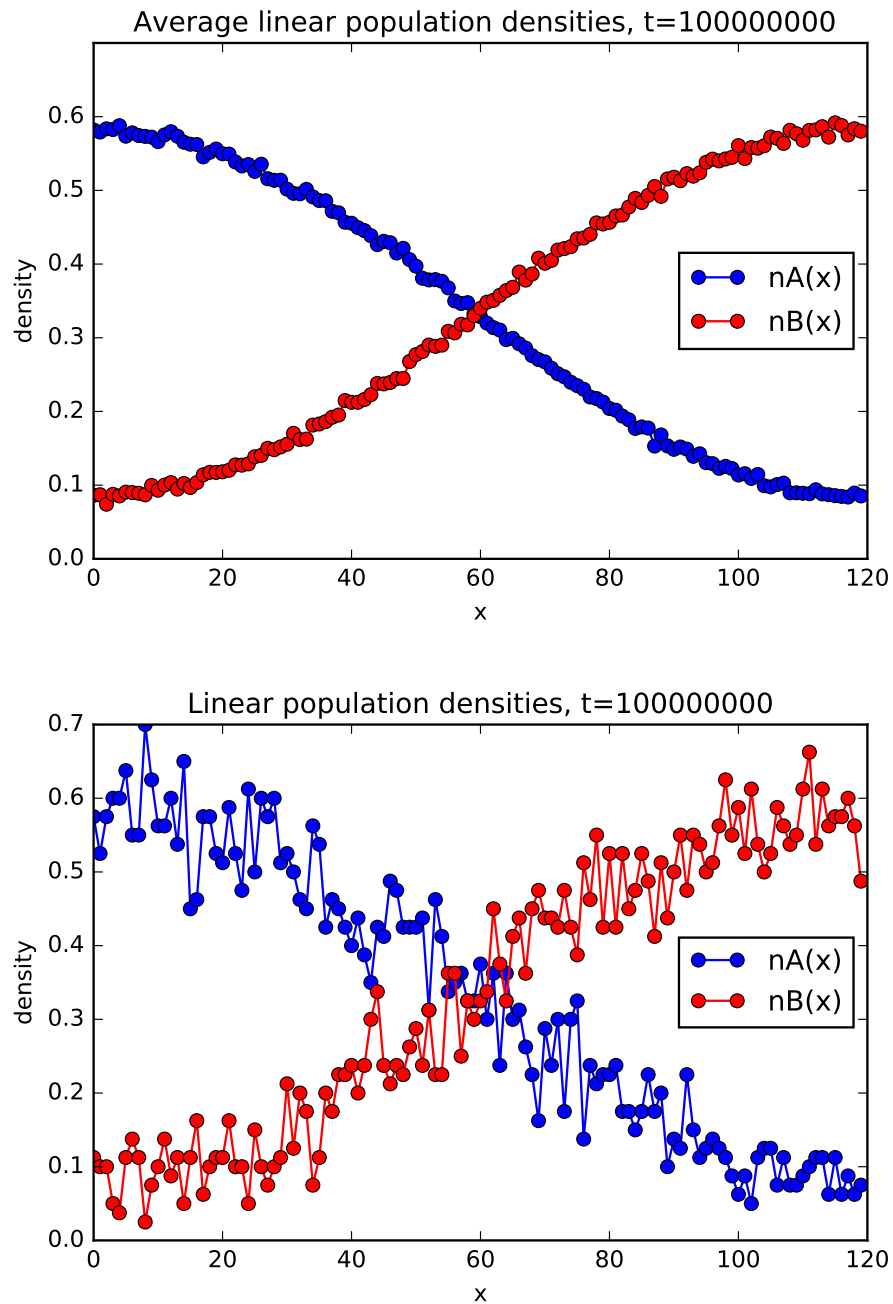 Average linear population densities, t=100000000
0.6
0.5
0.4
0.3
0.2
0.1
0.0
density
nA(x)
nB(x)
0 20 40 60 80 100 120
x
Linear population densities, t=100000000
0.7
0.6
0.5
0.4
0.3
0.2
0.1
0.0
density
nA(x)
nB(x)
0 20 40 60 80 100 120
x